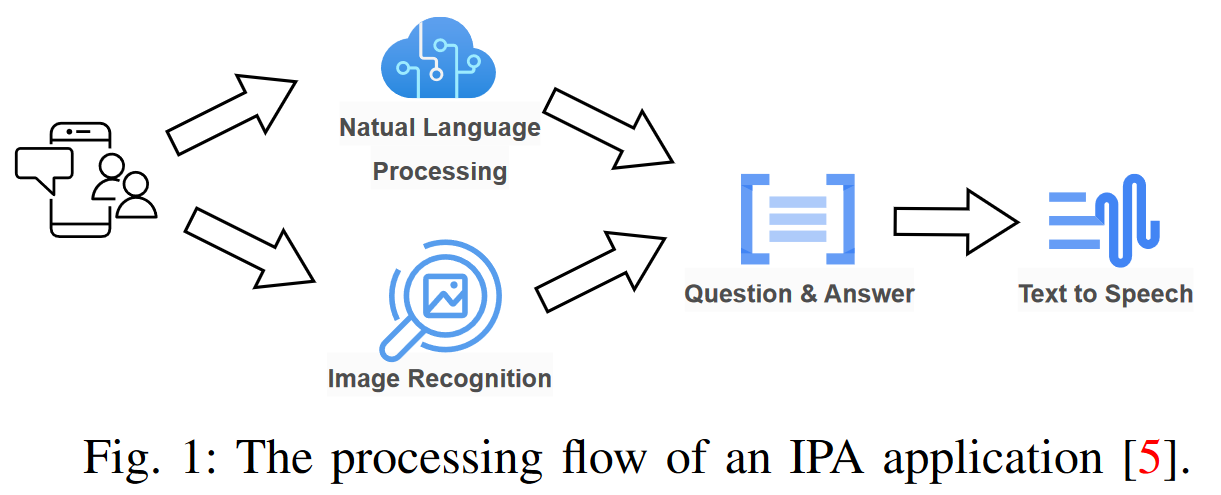 Natual Language
Processing
Image Recognition
Question & Answer
Text to Speech
Fig. 1: The processing flow of an IPA application [5].